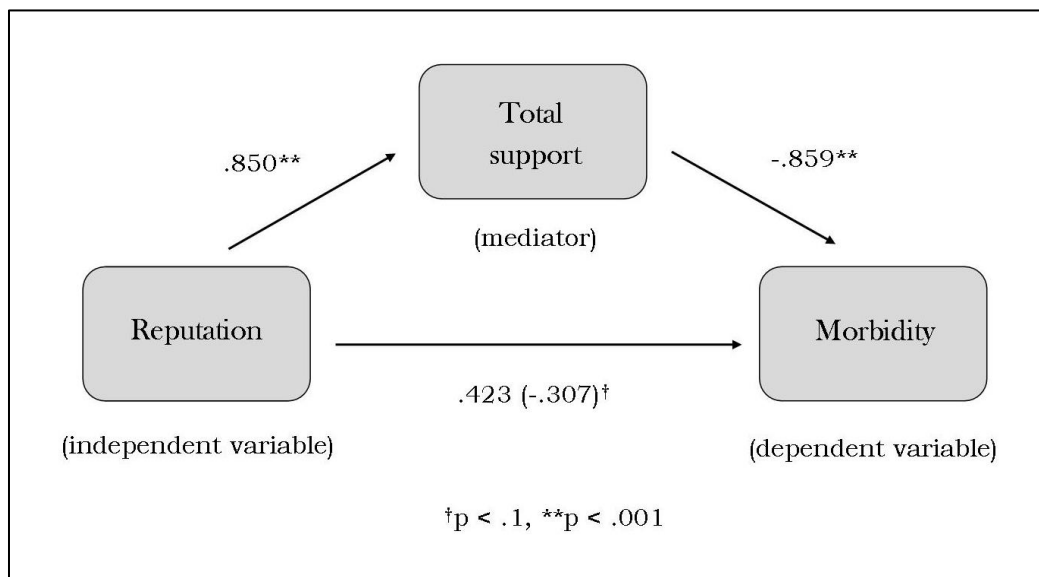 Total
support
.850**
-.859**
(mediator)
Reputation
Morbidity
.423 (-.307)†
(independent variable)
(dependent variable)
†p < .1, **p < .001